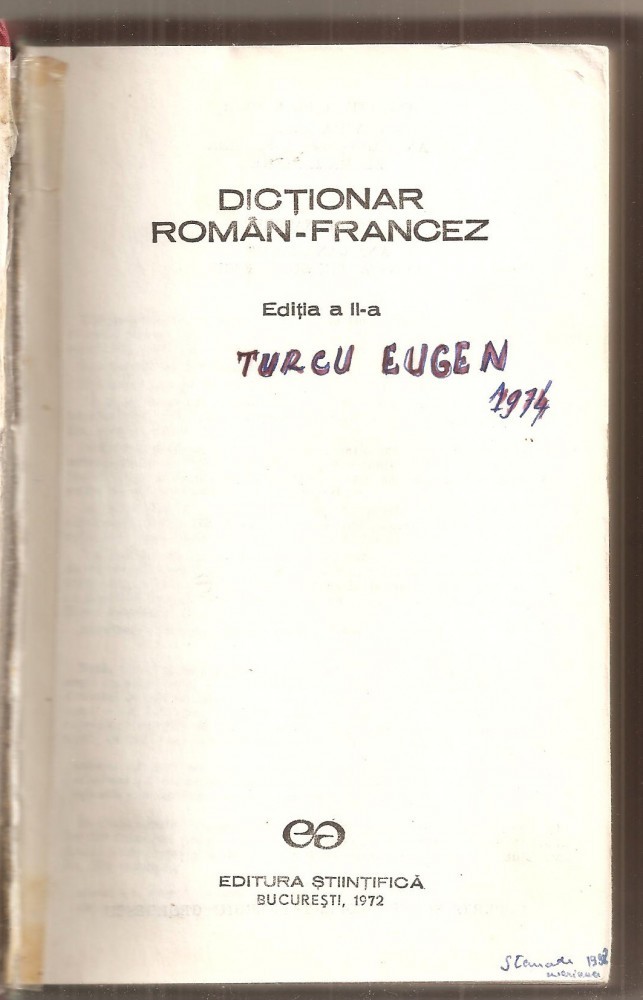 DICȚIONAR
ROMÂN-FRANCEZ
Ediția a II-a
TURCU EUGEN
1974
EDITURA ȘTIINȚIFICĂ
BUCUREȘTI, 1972